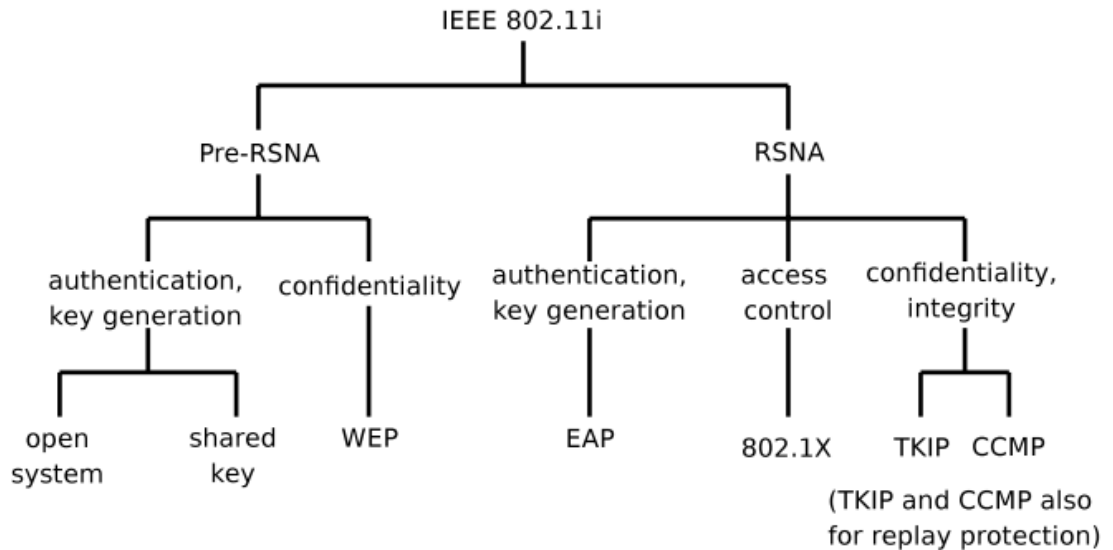 IEEE 802.11i
Pre-RSNA
RSNA
authentication,
key generation
confidentiality
authentication,
key generation
access
control
confidentiality,
integrity
open
system
shared
key
WEP
EAP
802.1X
TKIP
CCMP
(TKIP and CCMP also
for replay protection)